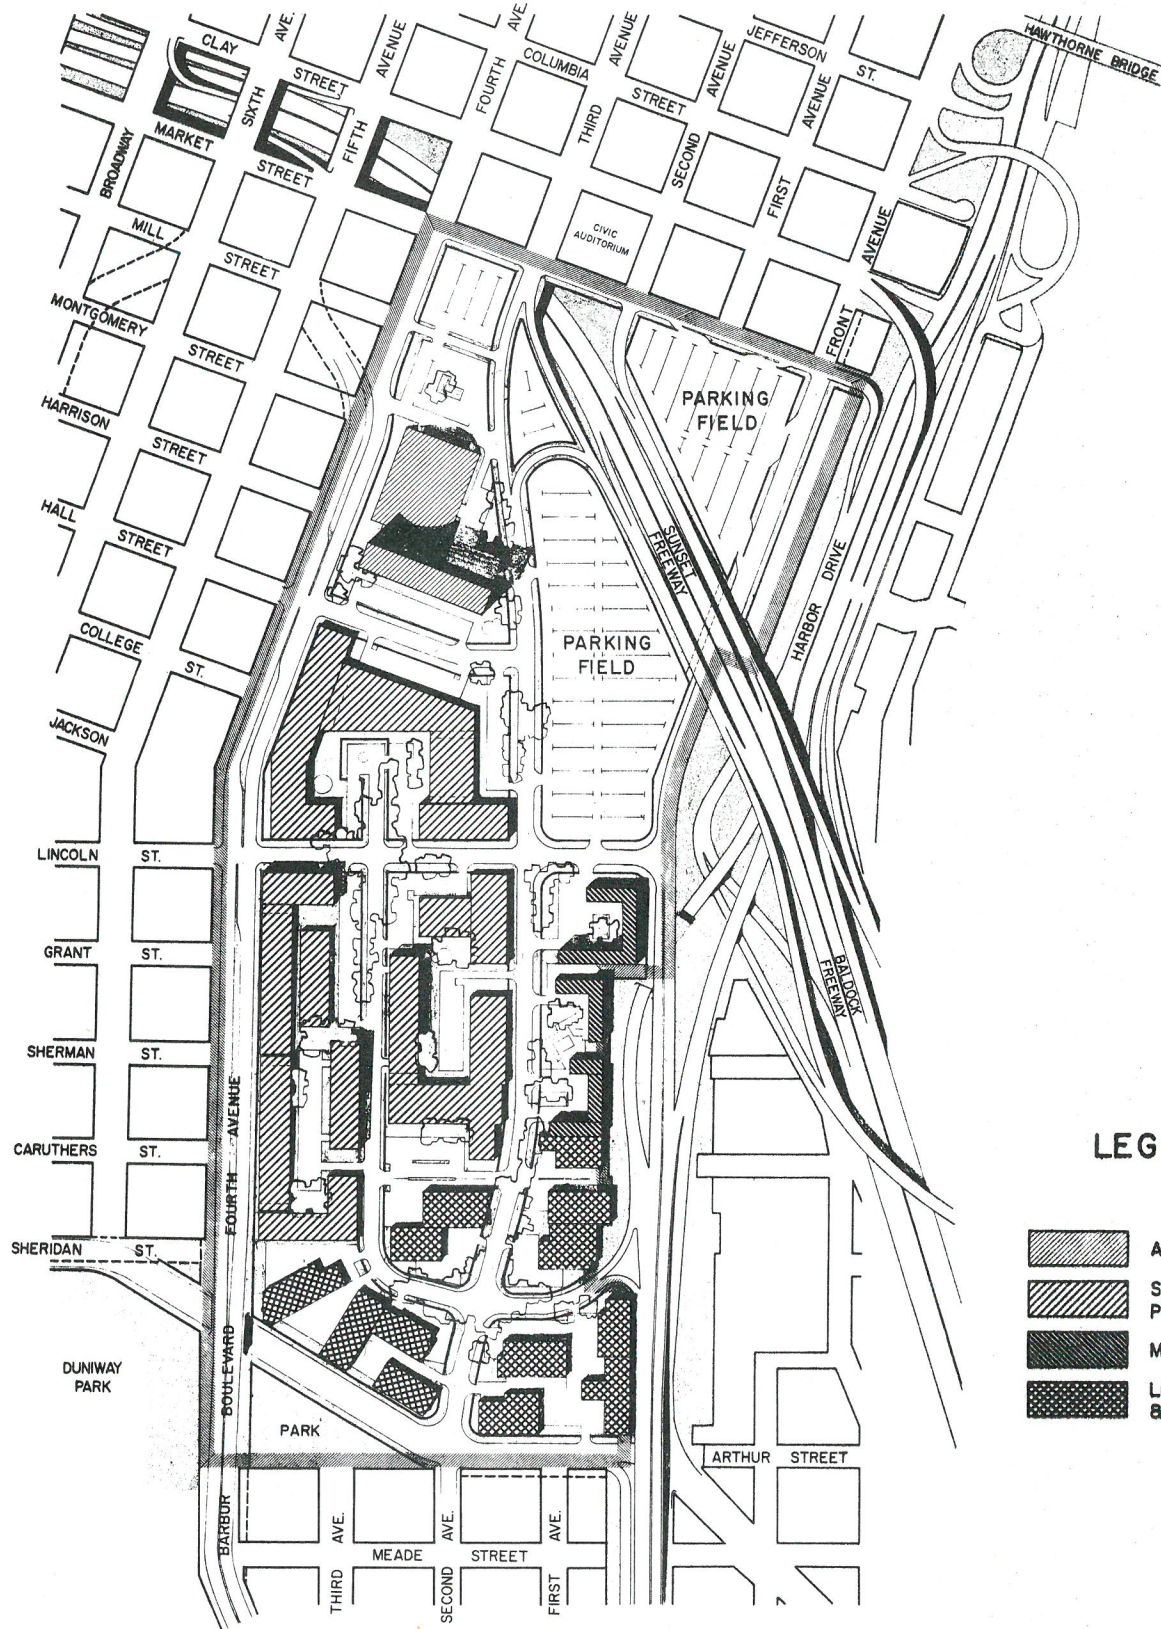 HAWTHORNE BRIDGE
JEFFERSON
ST.
AVE.
AVE.
CLAY
STREET
COLUMBIA
STREET
AVENUE
FOURTH
AVENUE
THIRD
AVENUE
SECOND
AVENUE
FIRST
AVENUE
FRONT
SIXTH
FIFTH
BROADWAY
MARKET
STREET
CIVIC
AUDITORIUM
MILL
STREET
MONTGOMERY
STREET
HARRISON
STREET
HALL
STREET
COLLEGE
ST.
JACKSON
PARKING
FIELD
SUNSET
FREEWAY
HARBOR DRIVE
PARKING
FIELD
LINCOLN ST.
GRANT ST.
BALDOCK
FREEWAY
SHERMAN ST.
FOURTH AVENUE
CARUTHERS ST.
SHERIDAN ST.
LEG
A
S
P
M
L
&
DUNIWAY
PARK
BARBUR BOULEVARD
PARK
ARTHUR STREET
MEADE STREET
THIRD AVE.
SECOND AVE.
FIRST AVE.